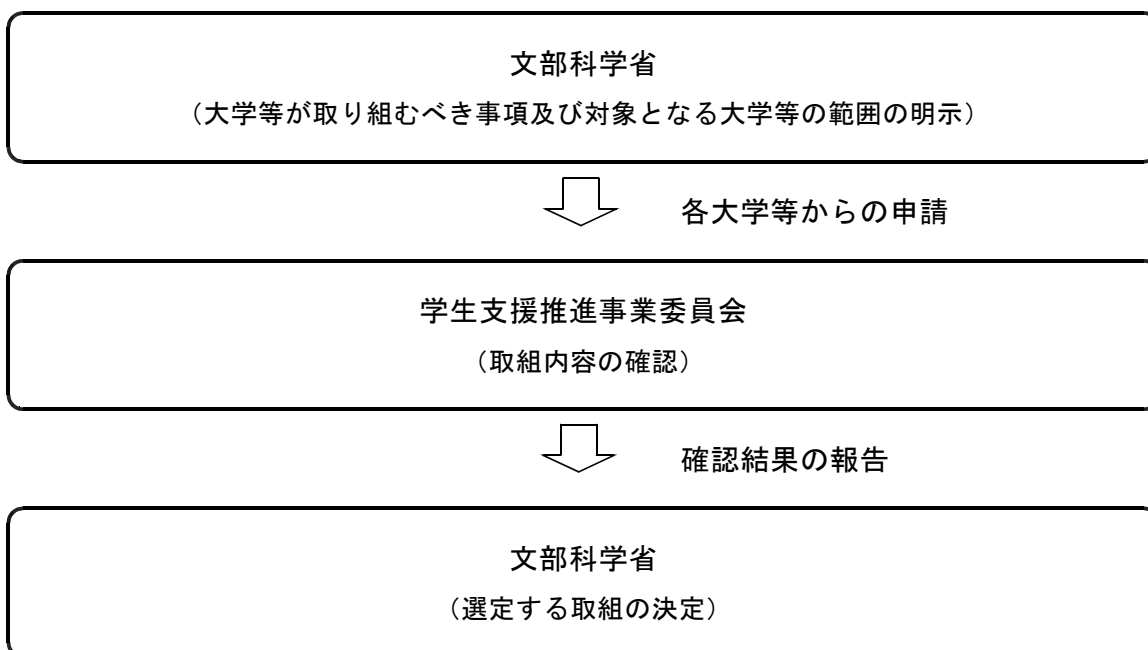 文部科学省
（大学等が取り組むべき事項及び対象となる大学等の範囲の明示）
各大学等からの申請
学生支援推進事業委員会
（取組内容の確認）
確認結果の報告
文部科学省
（選定する取組の決定）